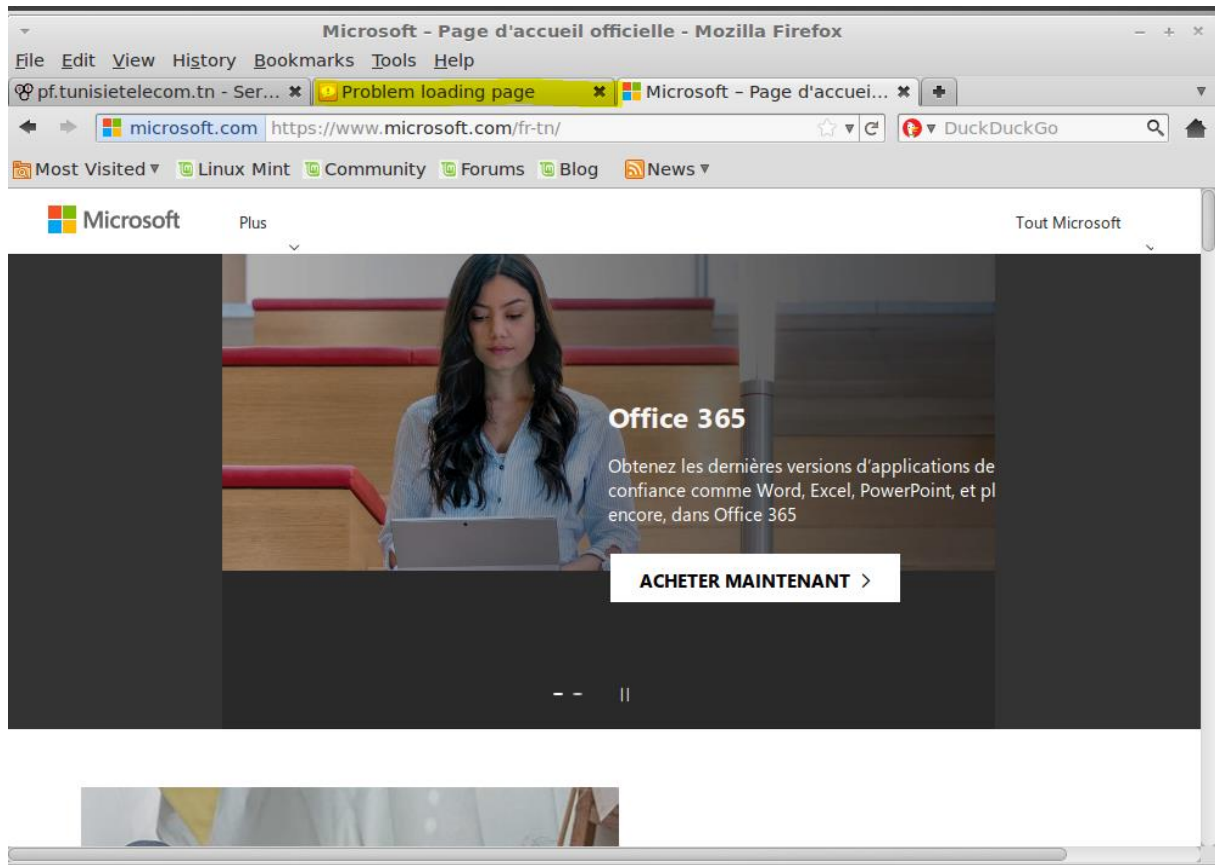 Microsoft – Page d'accueil officielle - Mozilla Firefox
File Edit View History Bookmarks Tools Help
pf.tunisietelecom.tn - Ser... Problem loading page Microsoft – Page d'accuei...
microsoft.com https://www.microsoft.com/fr-tn/ DuckDuckGo
Most Visited Linux Mint Community Forums Blog News
Microsoft Plus Tout Microsoft
Office 365
Obtenez les dernières versions d'applications de
confiance comme Word, Excel, PowerPoint, et pl
encore, dans Office 365
ACHETER MAINTENANT >